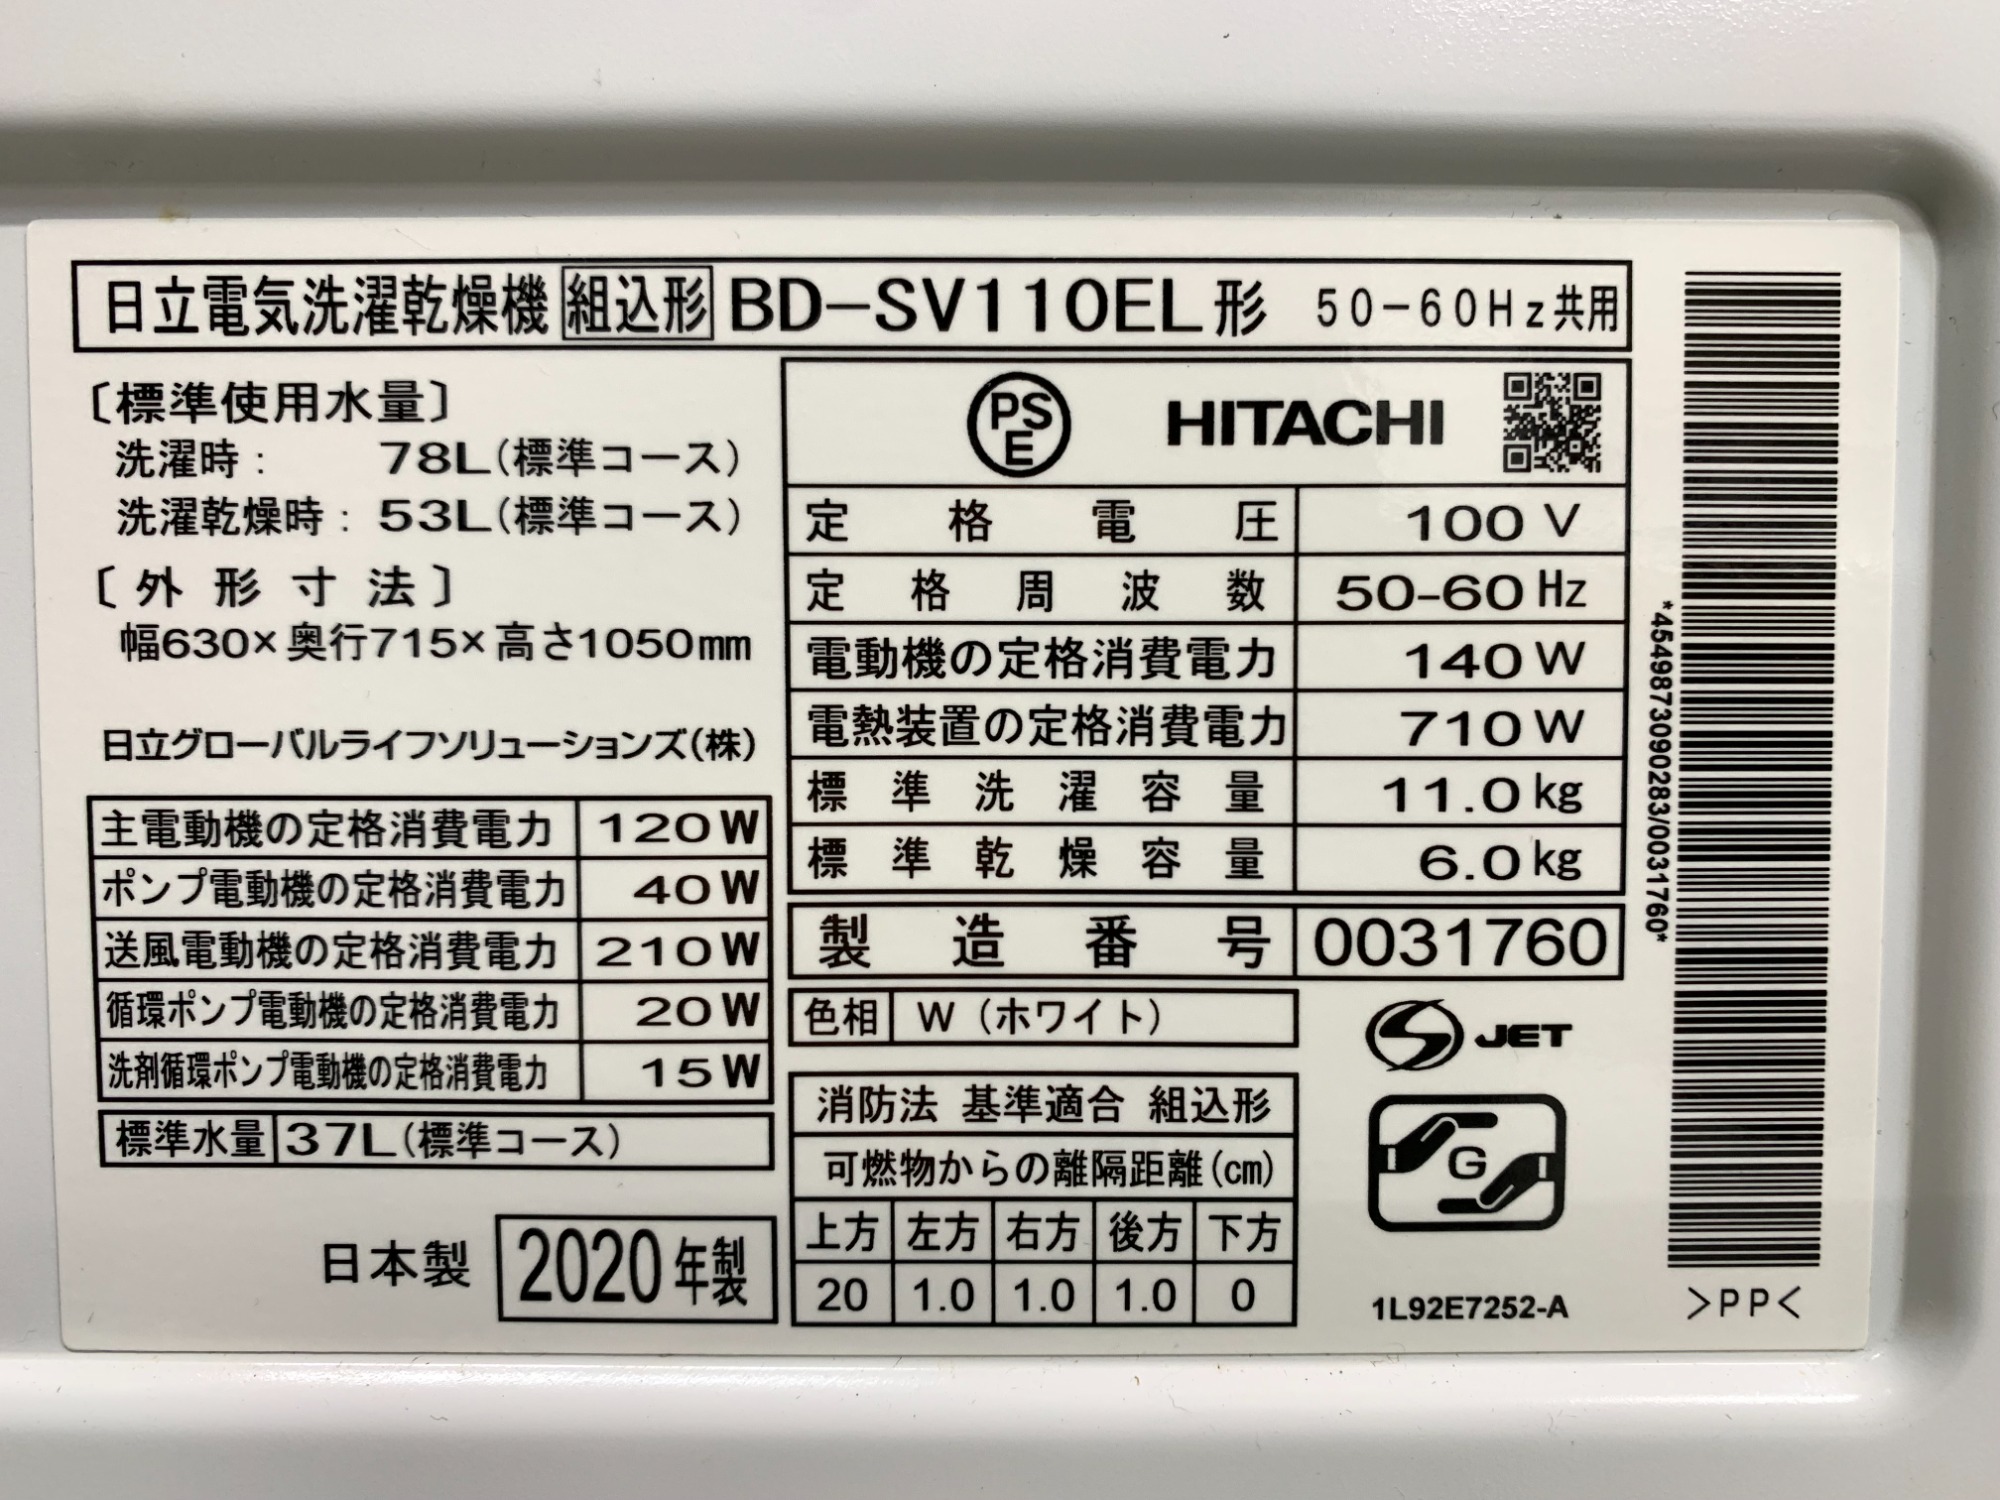 日立電気洗濯乾燥機 組込形 BD-SV110EL形 50-60Hz共用
〔標準使用水量〕
洗濯時: 78L(標準コース)
洗濯乾燥時: 53L(標準コース)
〔外形寸法〕
幅630×奥行715×高さ1050mm
日立グローバルライフソリューションズ(株)
主電動機の定格消費電力 120W
ポンプ電動機の定格消費電力 40W
送風電動機の定格消費電力 210W
循環ポンプ電動機の定格消費電力 20W
洗剤循環ポンプ電動機の定格消費電力 15W
標準水量 37L(標準コース)
日本製 2020年製
PSE HITACHI
定格電圧 100V
定格周波数 50-60Hz
電動機の定格消費電力 140W
電熱装置の定格消費電力 710W
標準洗濯容量 11.0kg
標準乾燥容量 6.0kg
製造番号 0031760
色相 W(ホワイト)
消防法 基準適合 組込形
可燃物からの離隔距離(cm)
上方 左方 右方 後方 下方
20 1.0 1.0 1.0 0
JET
G
1L92E7252-A
*4549873090283/0031760*
>PP<